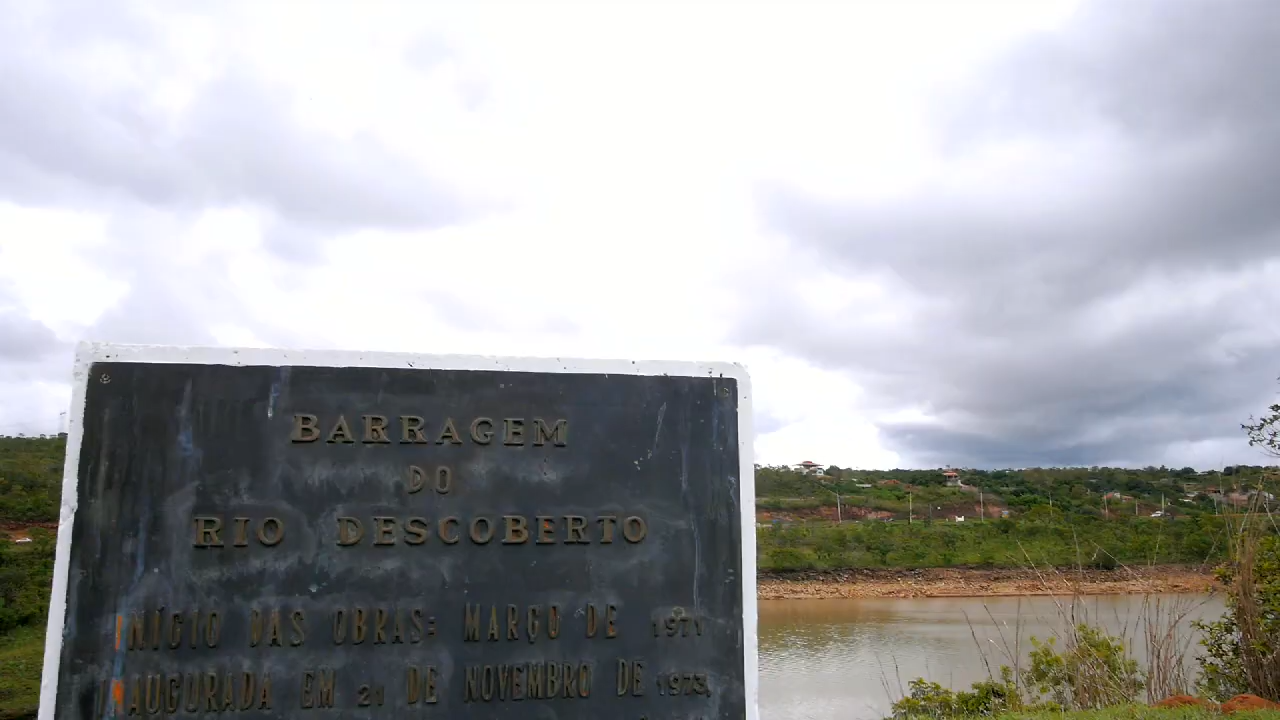 BARRAGEM
DO
RIO DESCOBERTO
INÍCIO DAS OBRAS: MARÇO DE 1971
INAUGURADA EM 21 DE NOVEMBRO DE 1973.